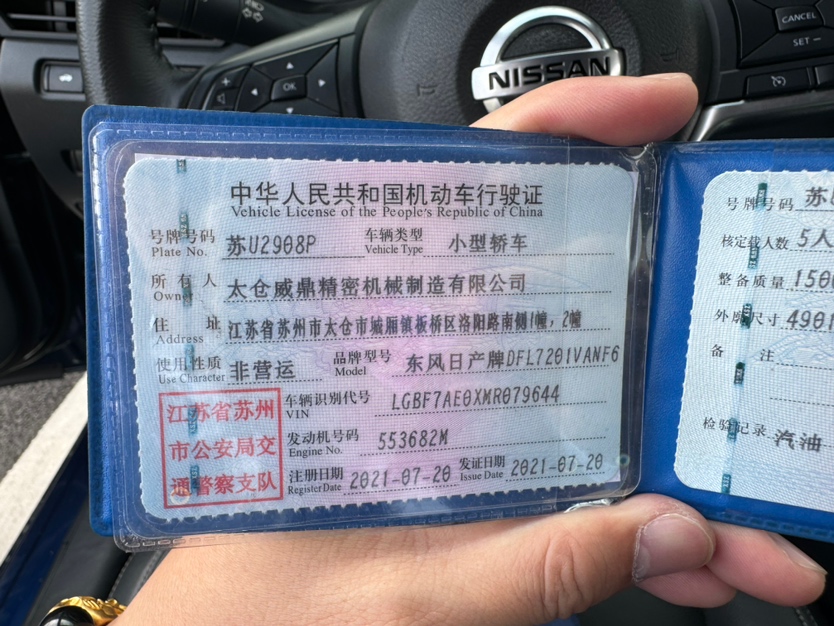 CANCEL
SET -
OK
NISSAN
中华人民共和国机动车行驶证
Vehicle License of the People's Republic of China
号牌号码 苏U2908P 车辆类型 小型轿车
Plate No. Vehicle Type
所有人 太仓威鼎精密机械制造有限公司
Owner
住 址 江苏省苏州市太仓市城厢镇板桥区洛阳路南侧1幢，2幢
Address
使用性质 非营运 品牌型号 东风日产牌DFL7201VANF6
Use Character Model
江苏省苏州
市公安局交
通警察支队
车辆识别代号 LGBF7AE0XMR079644
VIN
发动机号码 553682M
Engine No.
注册日期 2021-07-20 发证日期 2021-07-20
Register Date Issue Date
号牌号码 苏
核定载人数 5人
整备质量 150
外廓尺寸 4901
备 注
检验记录 汽油